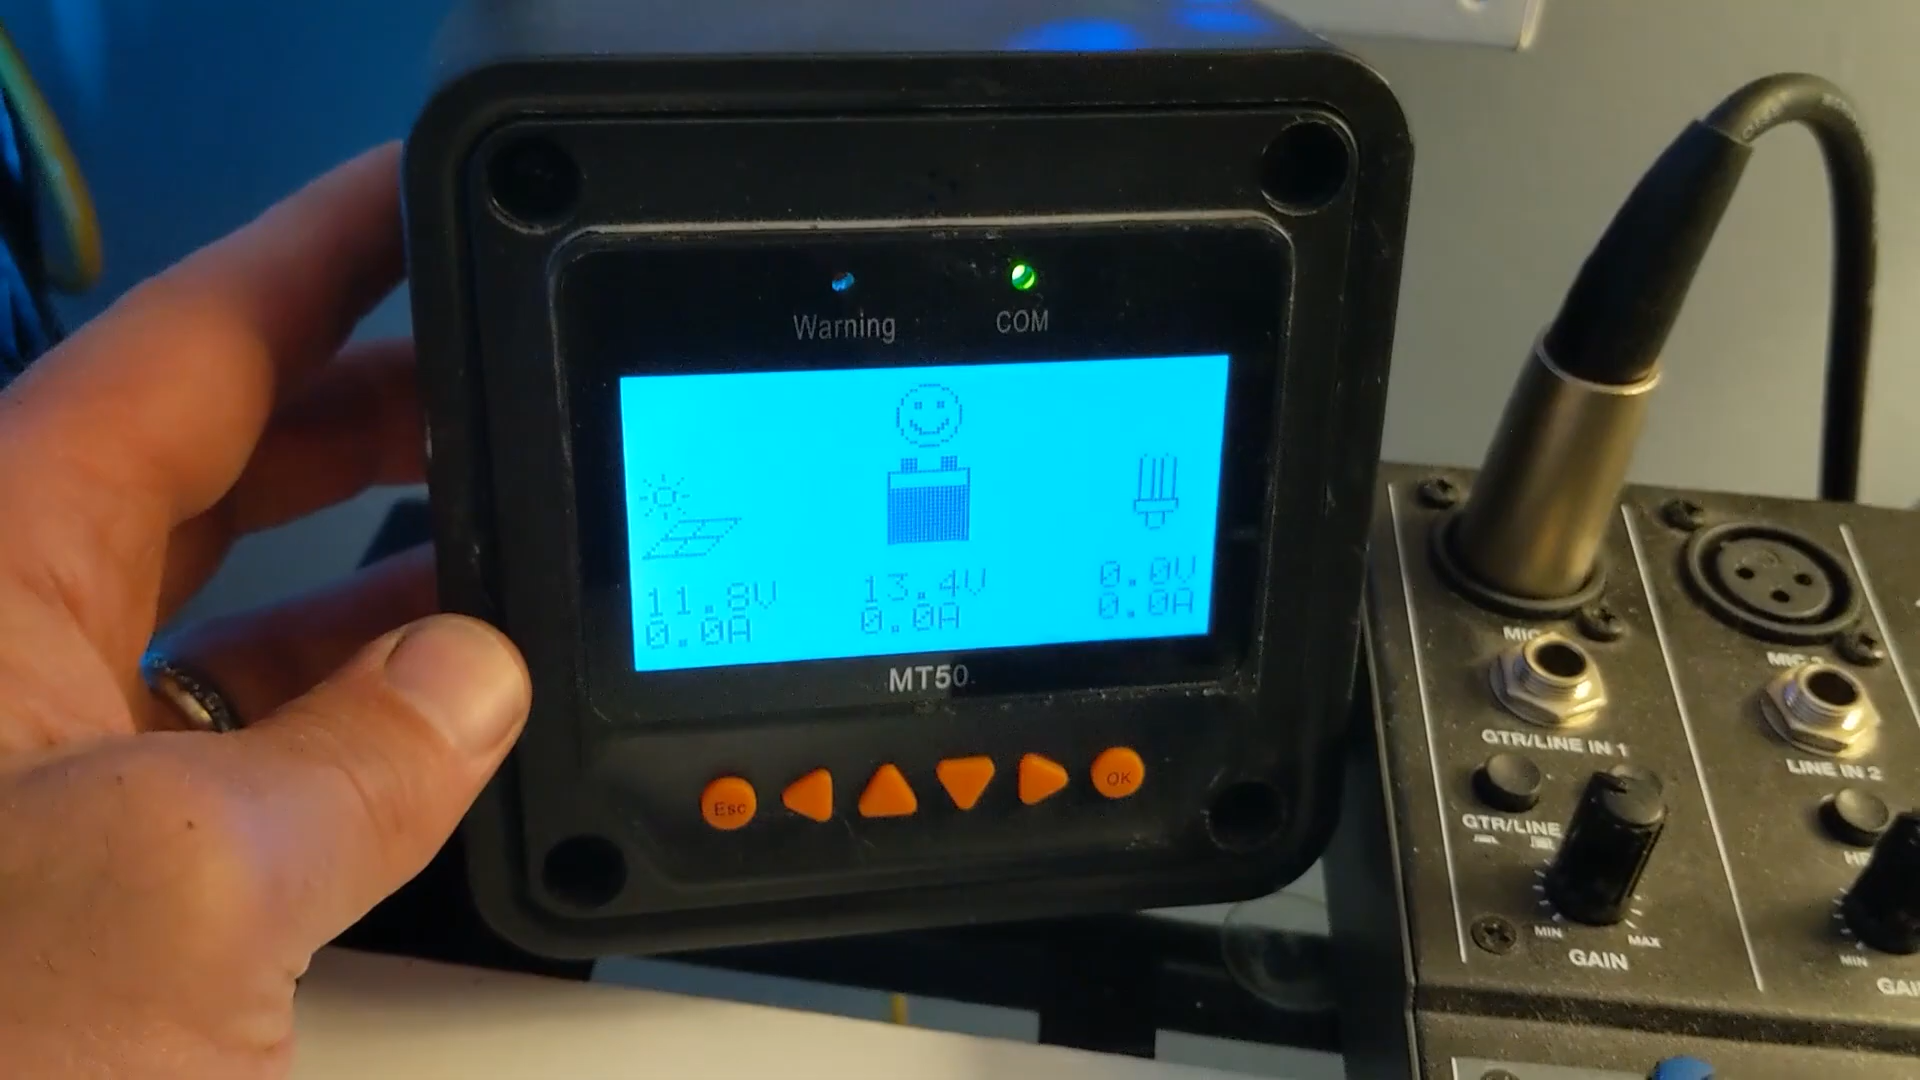 Warning COM
11.8V 13.4V 0.0V
0.0A 0.0A 0.0A
MT50
Esc OK
MIC
GTR/LINE IN 1
LINE IN 2
GTR/LINE
MIN MAX
GAIN
MIN